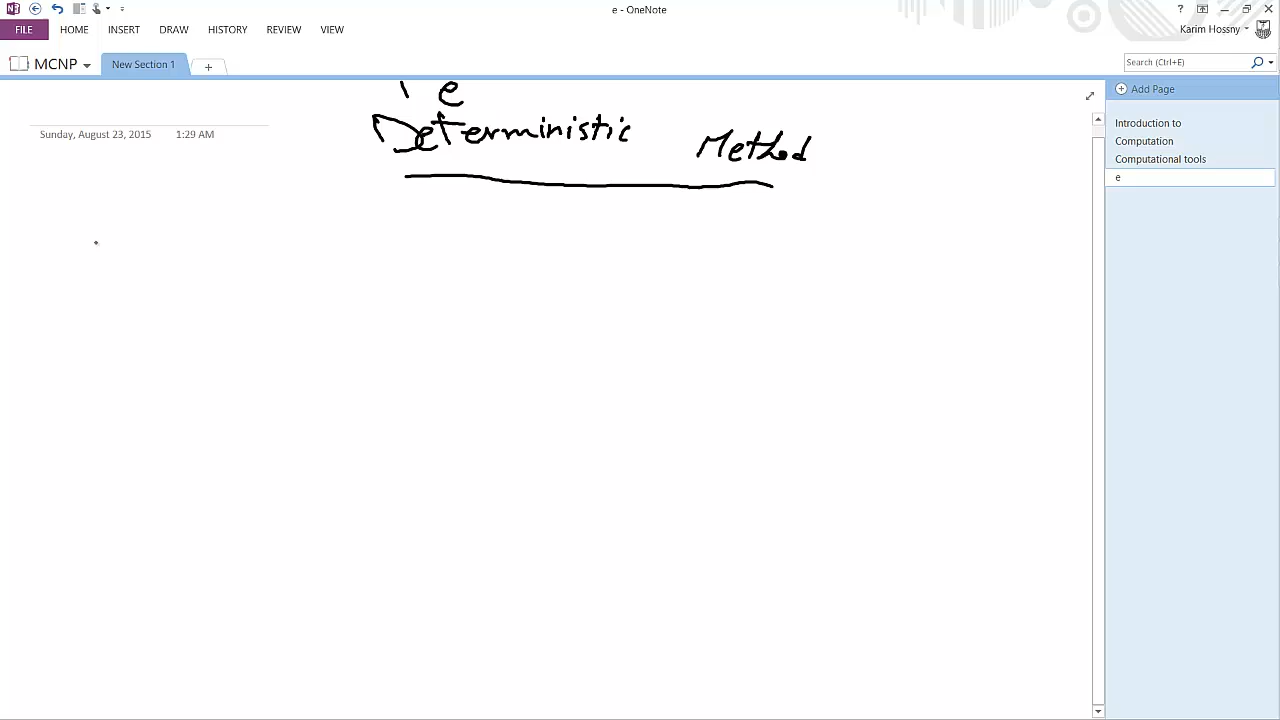 e - OneNote
?
FILE HOME INSERT DRAW HISTORY REVIEW VIEW
Karim Hossny
MCNP
New Section 1
+
Search (Ctrl+E)
Add Page
Introduction to
Computation
Computational tools
e
e
Deterministic Method
Sunday, August 23, 2015 1:29 AM